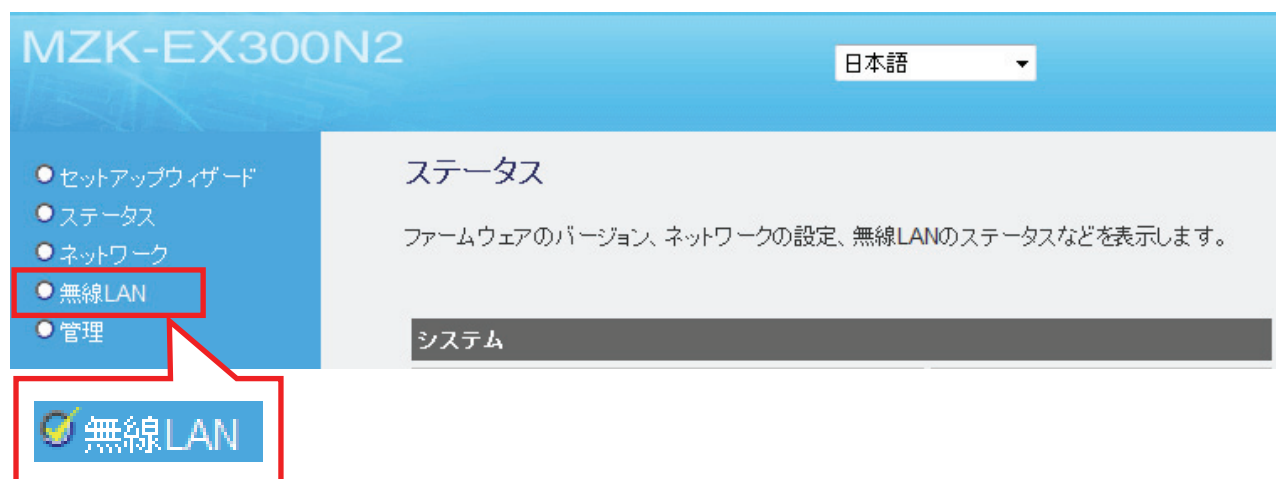 MZK-EX300N2
日本語
セットアップウィザード
ステータス
ネットワーク
無線LAN
管理
ステータス
ファームウェアのバージョン、ネットワークの設定、無線LANのステータスなどを表示します。
システム
無線LAN